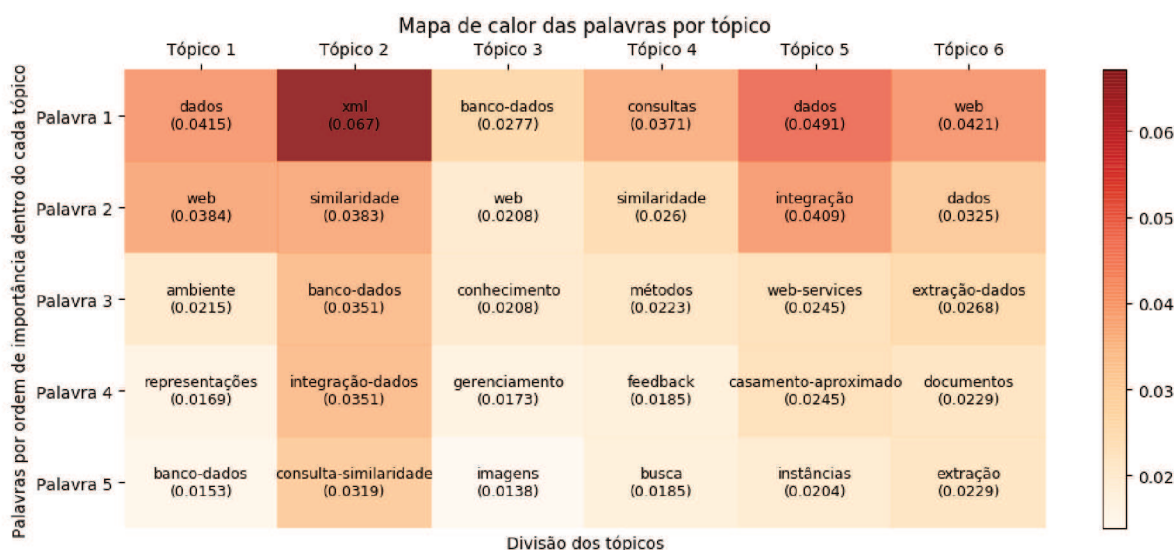 Mapa de calor das palavras por tópico
Tópico 1 Tópico 2 Tópico 3 Tópico 4 Tópico 5 Tópico 6
Palavras por ordem de importância dentro do cada tópico
Palavra 1
dados xml banco-dados consultas dados web
(0.0415) (0.067) (0.0277) (0.0371) (0.0491) (0.0421)
Palavra 2
web similaridade web similaridade integração dados
(0.0384) (0.0383) (0.0208) (0.026) (0.0409) (0.0325)
Palavra 3
ambiente banco-dados conhecimento métodos web-services extração-dados
(0.0215) (0.0351) (0.0208) (0.0223) (0.0245) (0.0268)
Palavra 4
representações integração-dados gerenciamento feedback casamento-aproximado documentos
(0.0169) (0.0351) (0.0173) (0.0185) (0.0245) (0.0229)
Palavra 5
banco-dados consulta-similaridade imagens busca instâncias extração
(0.0153) (0.0319) (0.0138) (0.0185) (0.0204) (0.0229)
Divisão dos tópicos
0.06
0.05
0.04
0.03
0.02